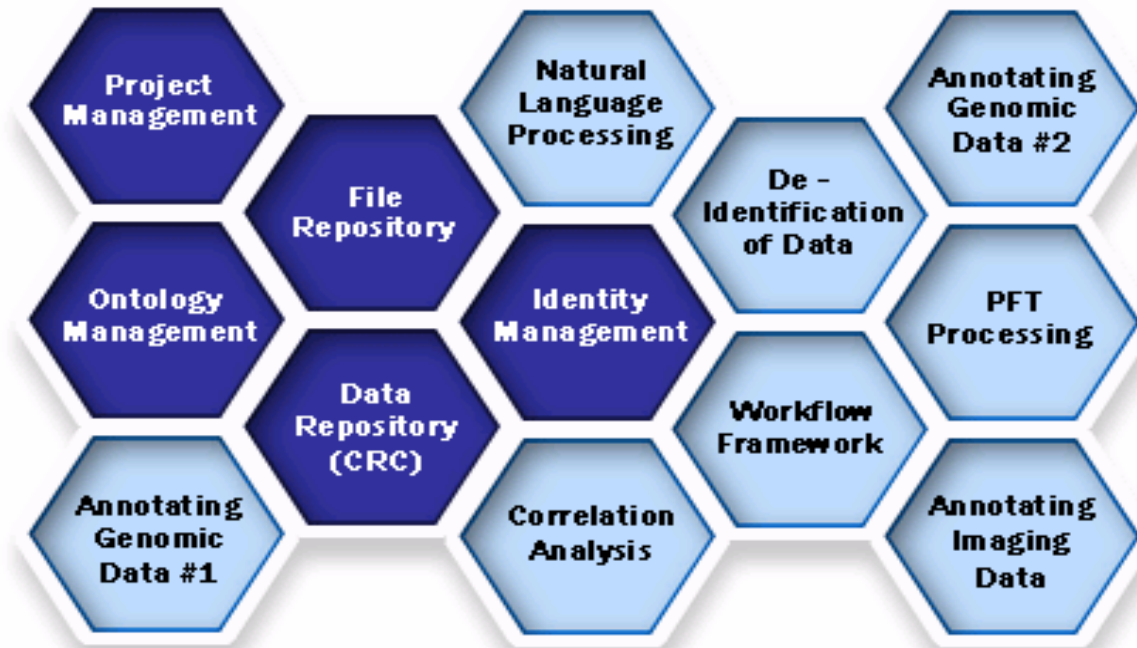 Project
Management
File
Repository
Ontology
Management
Data
Repository
(CRC)
Annotating
Genomic
Data #1
Natural
Language
Processing
Identity
Management
Correlation
Analysis
De -
Identification
of Data
Workflow
Framework
Annotating
Genomic
Data #2
PFT
Processing
Annotating
Imaging
Data